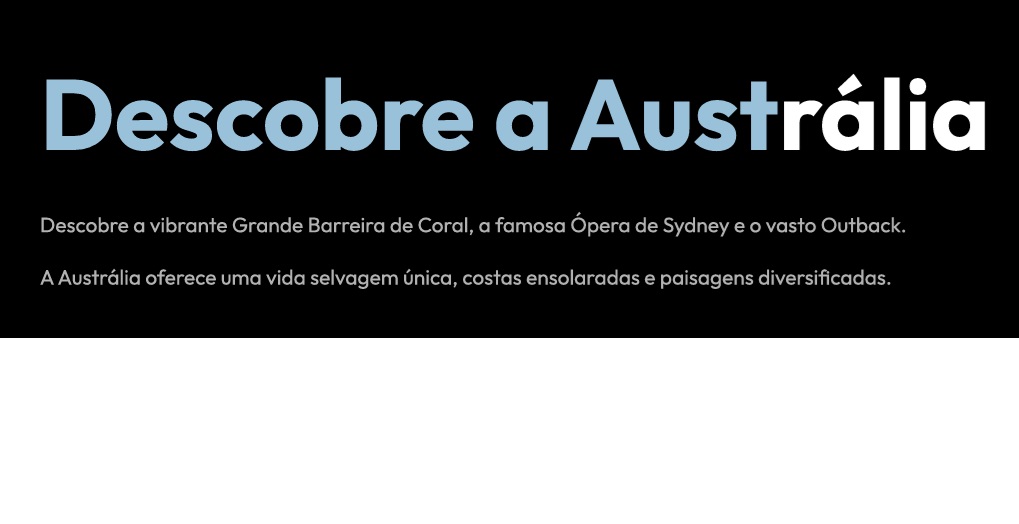 Descobre a Austrália
Descobre a vibrante Grande Barreira de Coral, a famosa Ópera de Sydney e o vasto Outback.
A Austrália oferece uma vida selvagem única, costas ensolaradas e paisagens diversificadas.